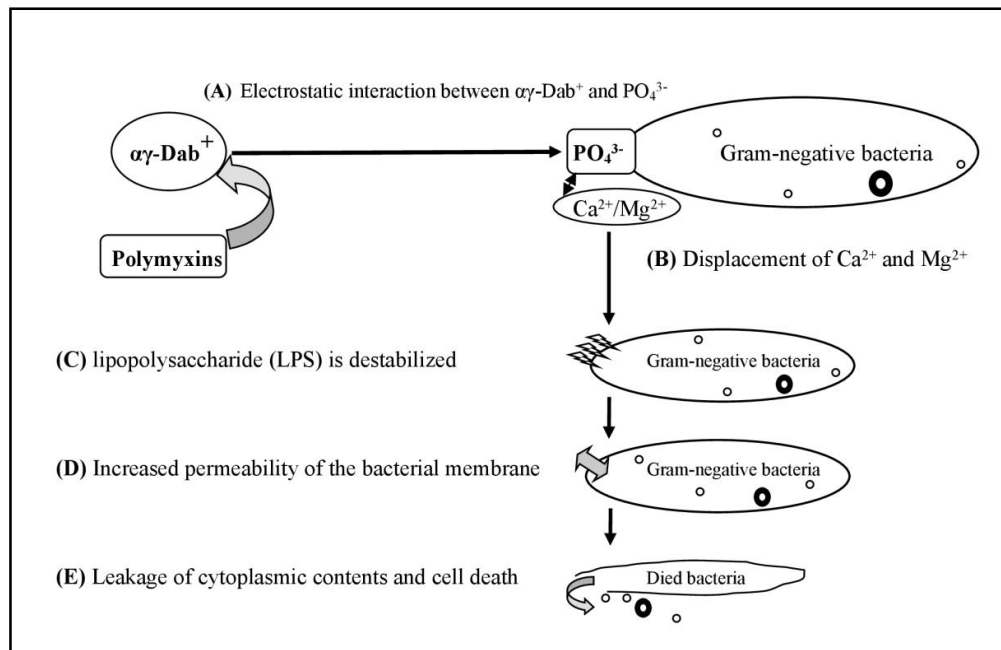 (A) Electrostatic interaction between αγ-Dab⁺ and PO₄³⁻
αγ-Dab⁺
PO₄³⁻
Gram-negative bacteria
Ca²⁺/Mg²⁺
Polymyxins
(B) Displacement of Ca²⁺ and Mg²⁺
(C) lipopolysaccharide (LPS) is destabilized
Gram-negative bacteria
(D) Increased permeability of the bacterial membrane
Gram-negative bacteria
(E) Leakage of cytoplasmic contents and cell death
Died bacteria